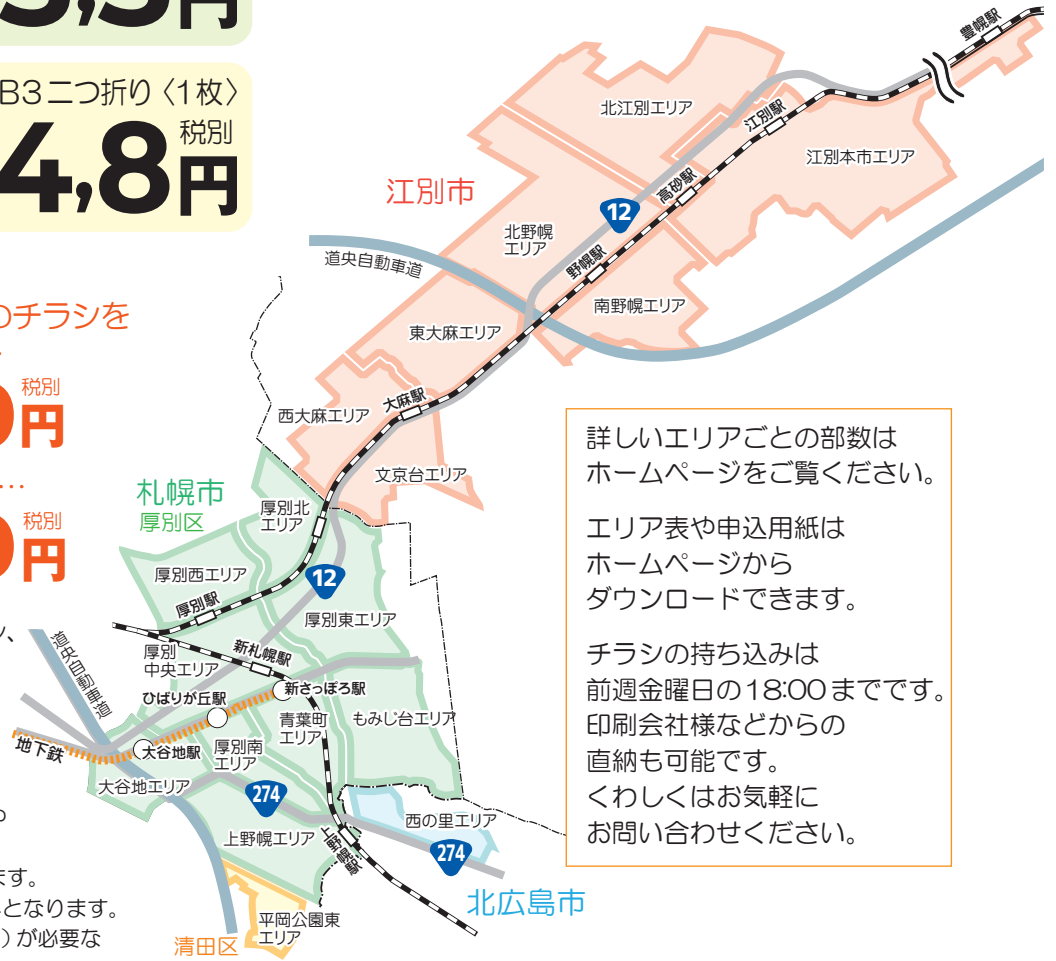 3,3円
B3二つ折り〈1枚〉
4,8円
税別
のチラシを
税別
円
…
税別
0円
江別市
北江別エリア
江別駅
豊幌駅
江別本市エリア
高砂駅
12
北野幌
エリア
野幌駅
道央自動車道
南野幌エリア
東大麻エリア
大麻駅
西大麻エリア
文京台エリア
札幌市
厚別区
厚別北
エリア
厚別西エリア
12
厚別駅
厚別東エリア
道央自動車道
厚別
中央エリア
新札幌駅
ひばりが丘駅
新さっぽろ駅
青葉町
エリア
もみじ台エリア
地下鉄
大谷地駅
厚別南
エリア
大谷地エリア
274
上野幌エリア
上野幌駅
西の里エリア
274
北広島市
平岡公園東
エリア
清田区
ます。
となります。
）が必要な
詳しいエリアごとの部数は
ホームページをご覧ください。
エリア表や申込用紙は
ホームページから
ダウンロードできます。
チラシの持ち込みは
前週金曜日の18:00までです。
印刷会社様などからの
直納も可能です。
くわしくはお気軽に
お問い合わせください。